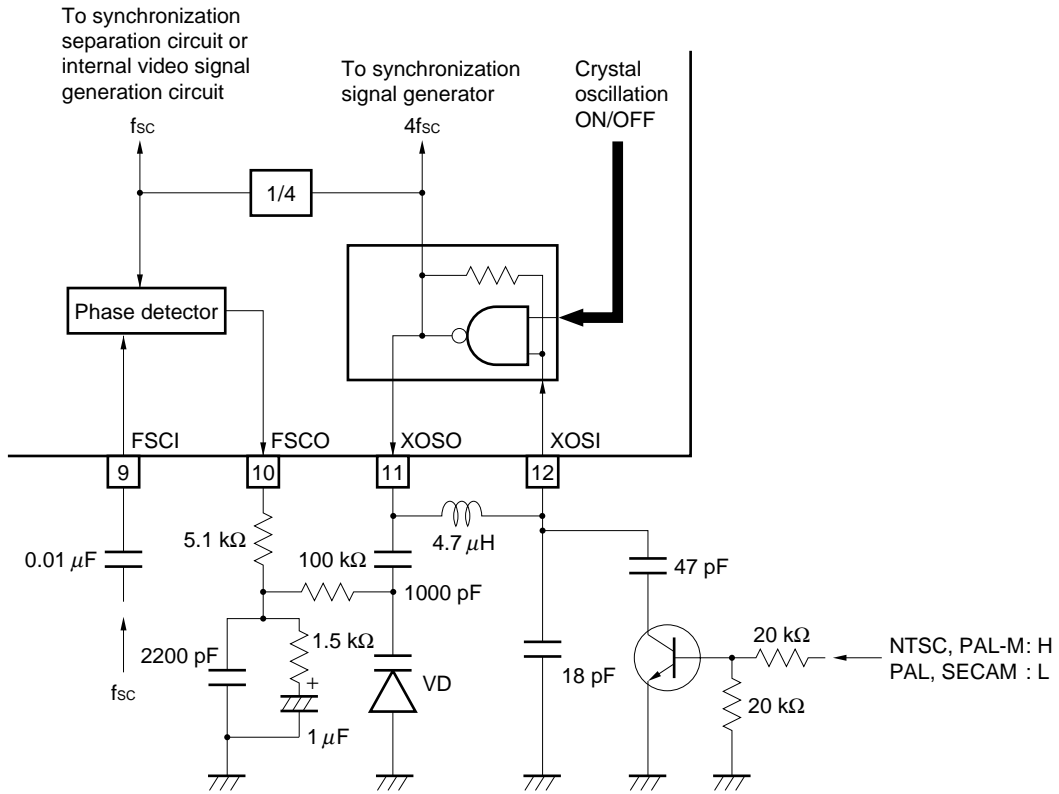 To synchronization
separation circuit or
internal video signal
generation circuit
fSC
To synchronization
signal generator
4fSC
Crystal
oscillation
ON/OFF
1/4
Phase detector
FSCI
FSCO
XOSO
XOSI
9
10
11
12
0.01 μF
5.1 kΩ
100 kΩ
4.7 μH
1000 pF
47 pF
2200 pF
1.5 kΩ
+
1 μF
VD
18 pF
20 kΩ
20 kΩ
NTSC, PAL-M: H
PAL, SECAM : L
fSC